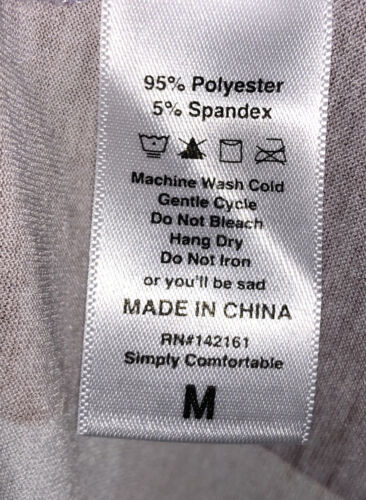 95% Polyester
5% Spandex
Machine Wash Cold
Gentle Cycle
Do Not Bleach
Hang Dry
Do Not Iron
or you'll be sad
MADE IN CHINA
RN#142161
Simply Comfortable
M